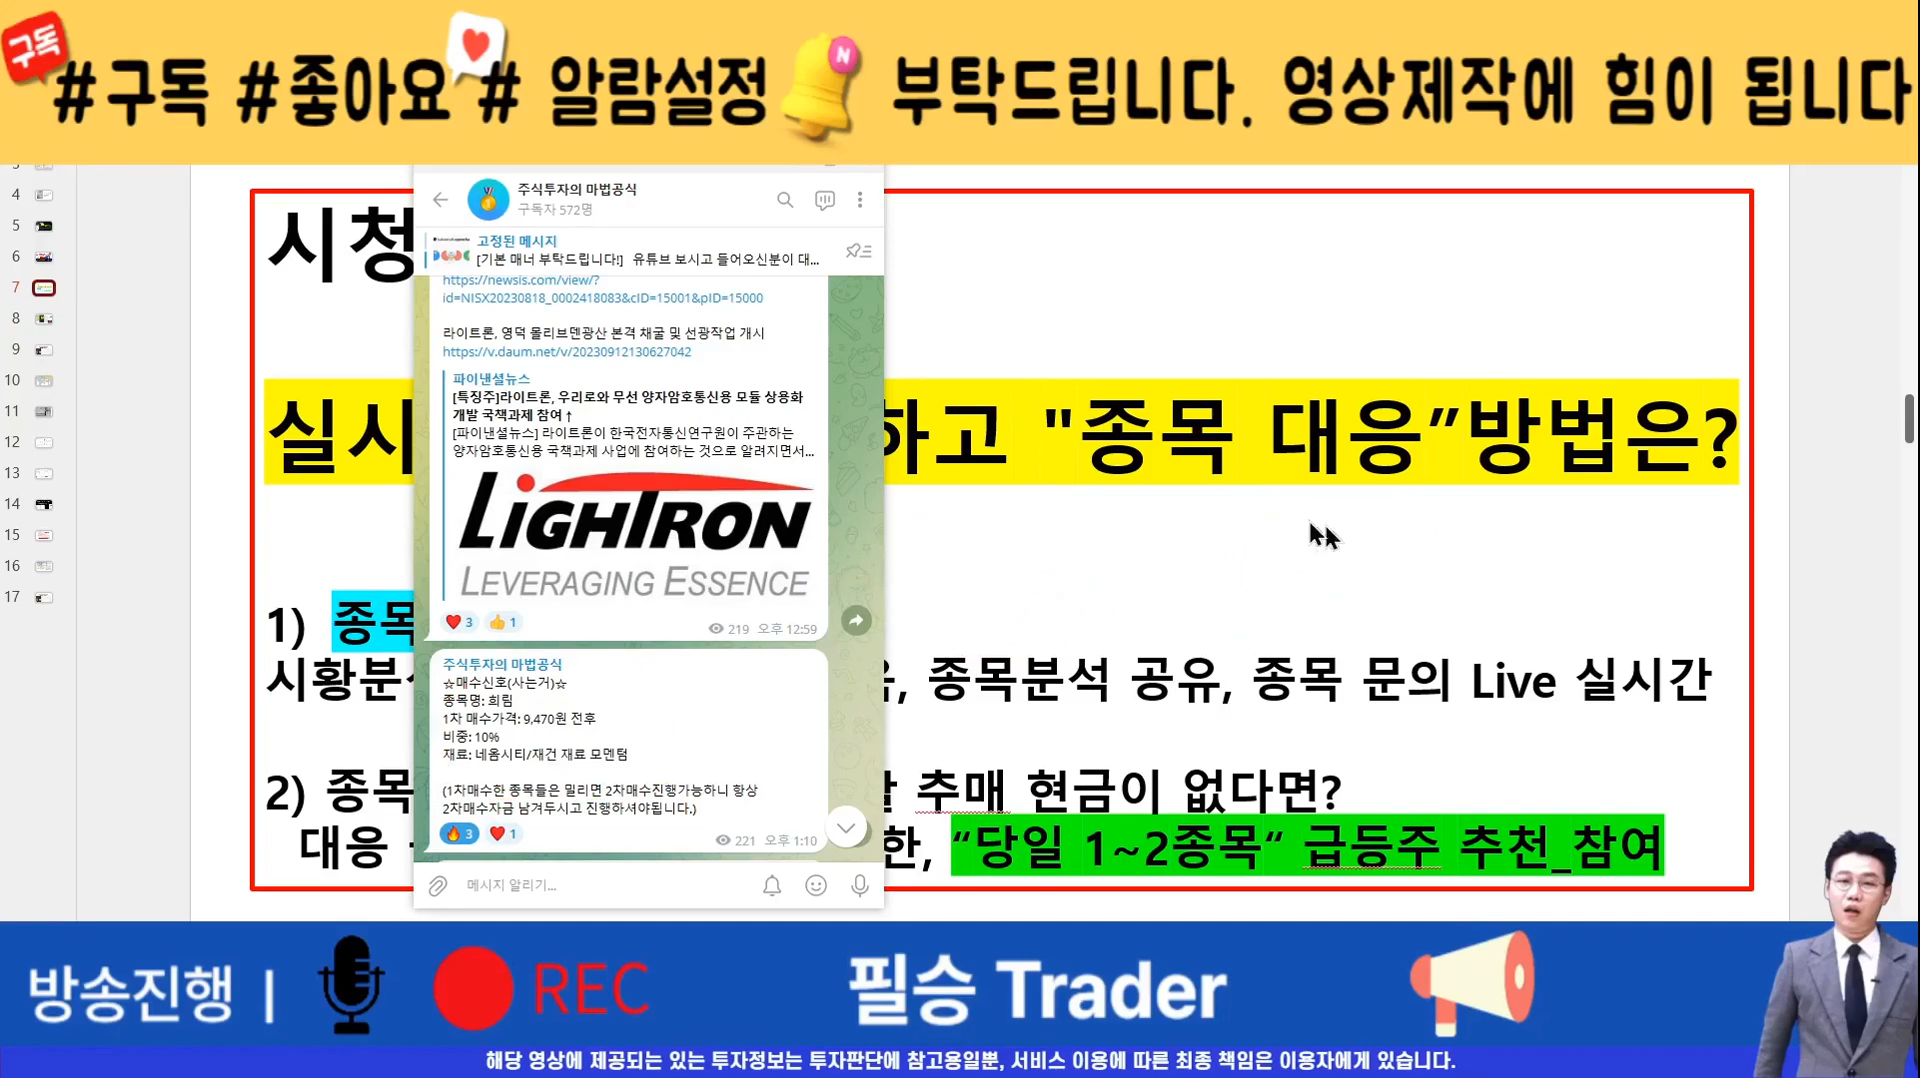 구독
N
#구독 #좋아요 # 알람설정 부탁드립니다. 영상제작에 힘이 됩니다
4
5
6
7
8
9
10
11
12
13
14
15
16
17
시청
실시 하고 "종목 대응”방법은?
1) 종목
시황분 , 종목분석 공유, 종목 문의 Live 실시간
2) 종목 추매 현금이 없다면?
대응 한, “당일 1~2종목“ 급등주 추천_참여
주식투자의 마법공식
구독자 572명
고정된 메시지
[기본 매너 부탁드립니다!] 유튜브 보시고 들어오신분이 대...
https://newsis.com/view/?
id=NISX20230818_0002418083&cID=15001&pID=15000
라이트론, 영덕 몰리브덴광산 본격 채굴 및 선광작업 개시
https://v.daum.net/v/20230912130627042
파이낸셜뉴스
[특징주]라이트론, 우리로와 무선 양자암호통신용 모듈 상용화
개발 국책과제 참여↑
[파이낸셜뉴스] 라이트론이 한국전자통신연구원이 주관하는
양자암호통신용 국책과제 사업에 참여하는 것으로 알려지면서...
LIGHTRON
LEVERAGING ESSENCE
3 1
219 오후 12:59
주식투자의 마법공식
☆매수신호(사는거)☆
종목명: 희림
1차 매수가격: 9,470원 전후
비중: 10%
재료: 네옴시티/재건 재료 모멘텀
(1차매수한 종목들은 밀리면 2차매수진행가능하니 항상
2차매수자금 남겨두시고 진행하셔야됩니다.)
3 1
221 오후 1:10
메시지 알리기...
방송진행 | REC 필승 Trader
해당 영상에 제공되는 있는 투자정보는 투자판단에 참고용일뿐, 서비스 이용에 따른 최종 책임은 이용자에게 있습니다.